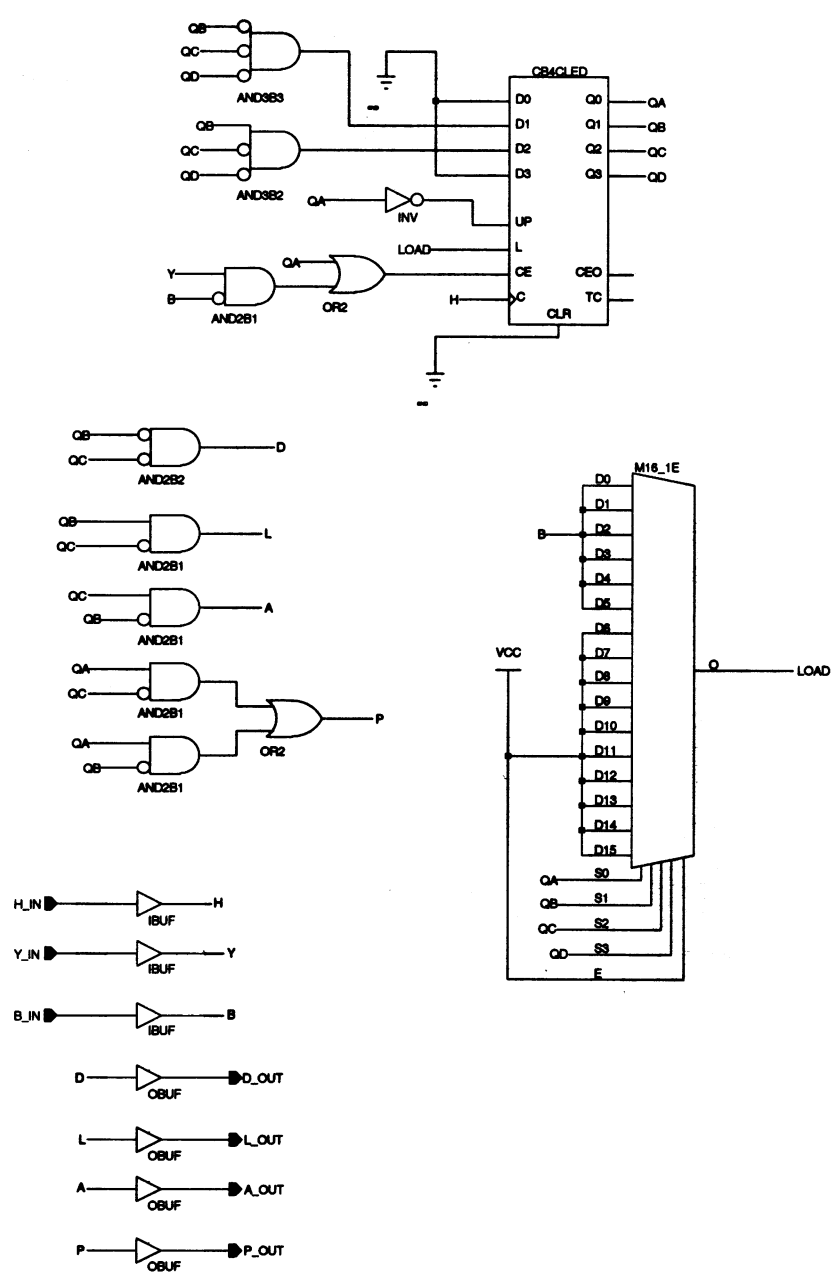 QB
QC
QD
AND3B3
QB
QC
QD
AND3B2
QA
INV
LOAD
Y
B
AND2B1
QA
OR2
H
CB4CLED
D0 Q0 QA
D1 Q1 QB
D2 Q2 QC
D3 Q3 QD
UP
L
CE CEO
C TC
CLR
QB
QC
AND2B2
D
QB
QC
AND2B1
L
QC
QB
AND2B1
A
QA
QC
AND2B1
QA
QB
AND2B1
OR2
P
M16_1E
D0
D1
B D2
D3
D4
D5
D6
VCC D7
D8
D9
D10
D11
D12
D13
D14
D15
O LOAD
QA S0
QB S1
QC S2
QD S3
E
H_IN H
IBUF
Y_IN Y
IBUF
B_IN B
IBUF
D D_OUT
OBUF
L L_OUT
OBUF
A A_OUT
OBUF
P P_OUT
OBUF